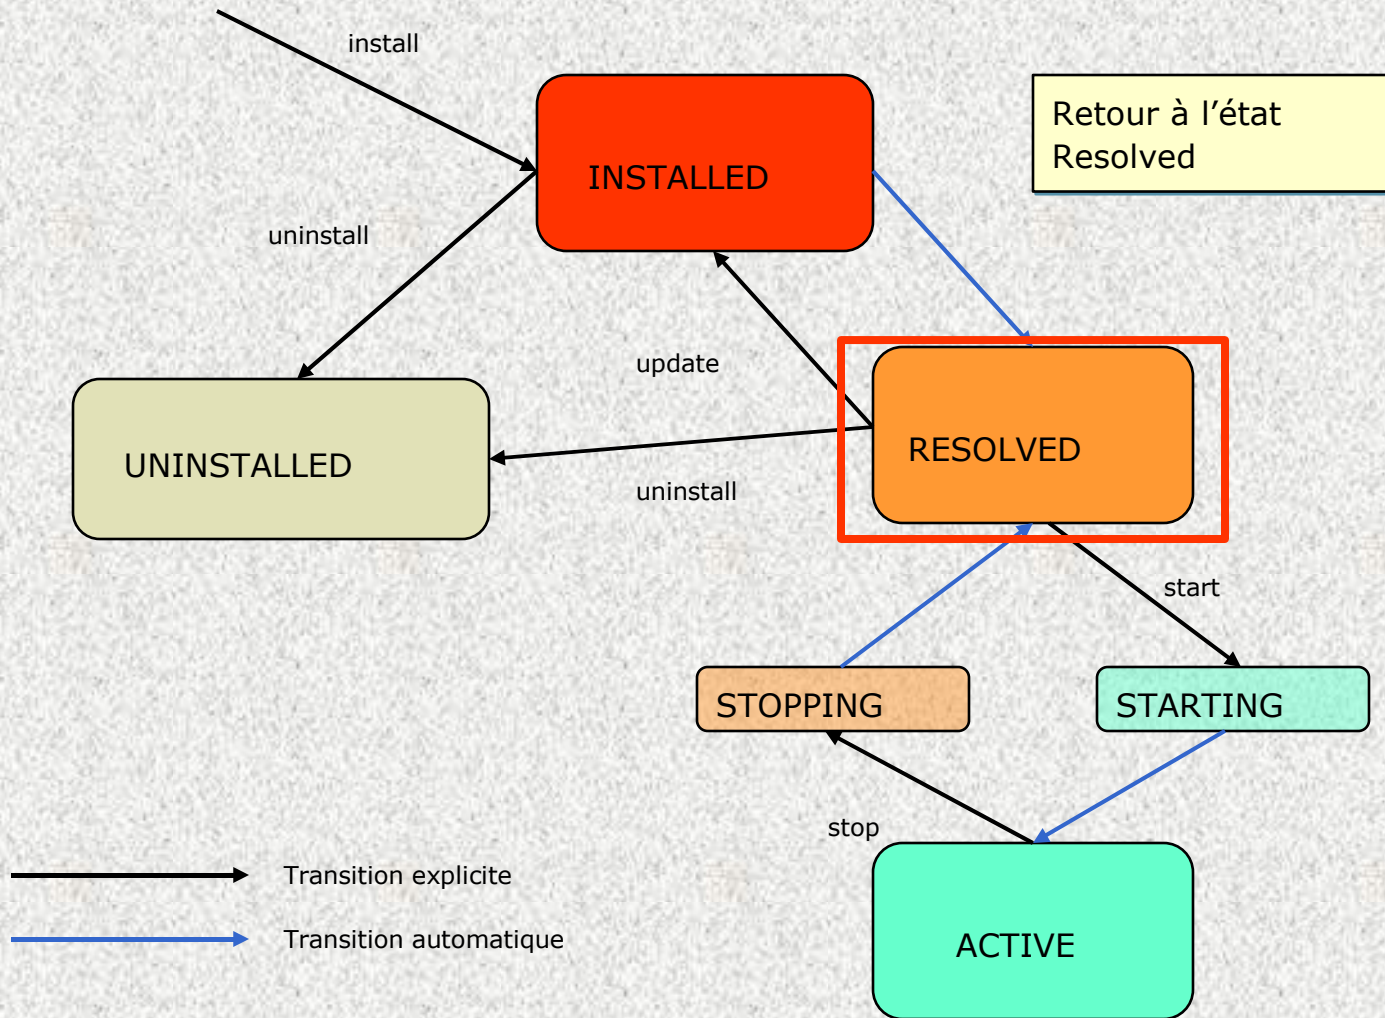 install
INSTALLED
Retour à l’état
Resolved
uninstall
update
UNINSTALLED
RESOLVED
uninstall
start
STOPPING
STARTING
stop
Transition explicite
Transition automatique
ACTIVE